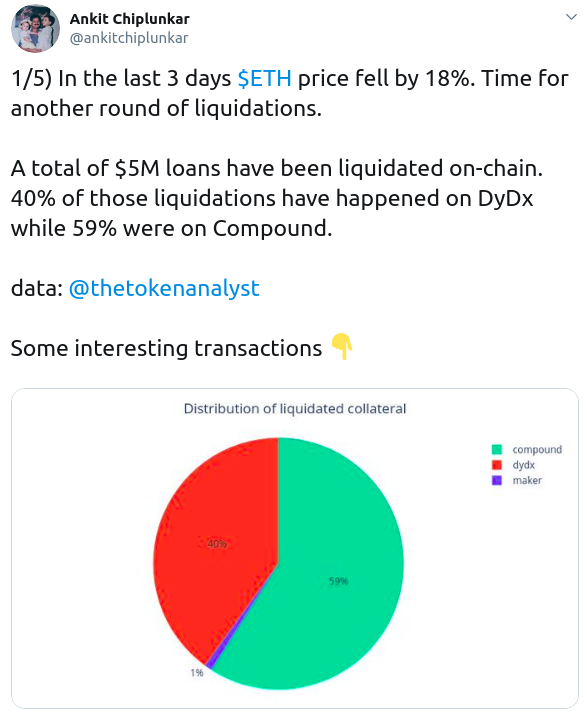 Ankit Chiplunkar
@ankitchiplunkar
1/5) In the last 3 days $ETH price fell by 18%. Time for
another round of liquidations.
A total of $5M loans have been liquidated on-chain.
40% of those liquidations have happened on DyDx
while 59% were on Compound.
data: @thetokenanalyst
Some interesting transactions 👇
Distribution of liquidated collateral
compound
dydx
maker
40%
59%
1%